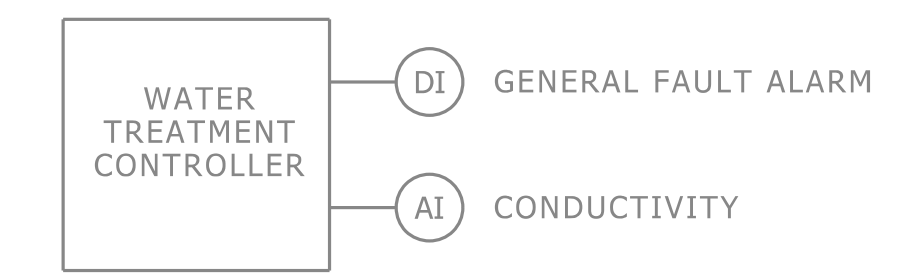 WATER
TREATMENT
CONTROLLER
DI GENERAL FAULT ALARM
AI CONDUCTIVITY